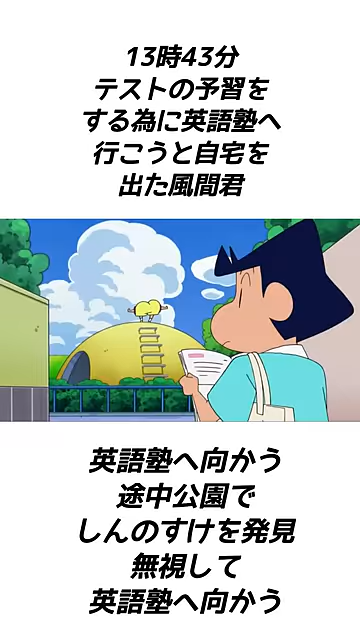 13時43分
テストの予習を
する為に英語塾へ
行こうと自宅を
出た風間君
英語塾へ向かう
途中公園で
しんのすけを発見
無視して
英語塾へ向かう